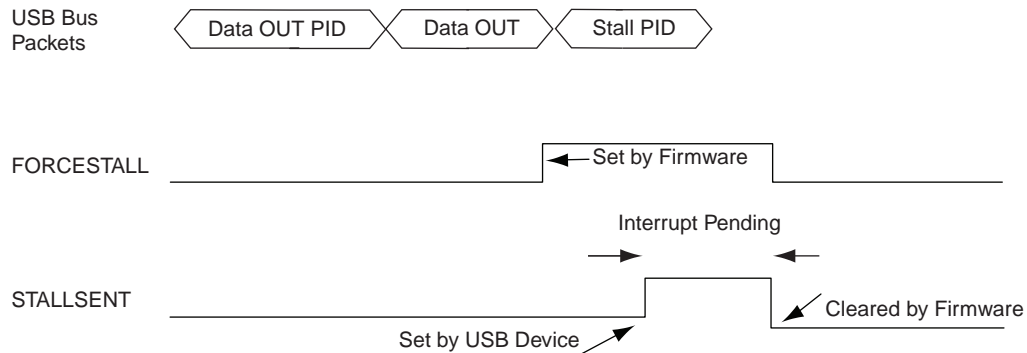 USB Bus
Packets
Data OUT PID
Data OUT
Stall PID
FORCESTALL
Set by Firmware
Interrupt Pending
STALLSENT
Cleared by Firmware
Set by USB Device